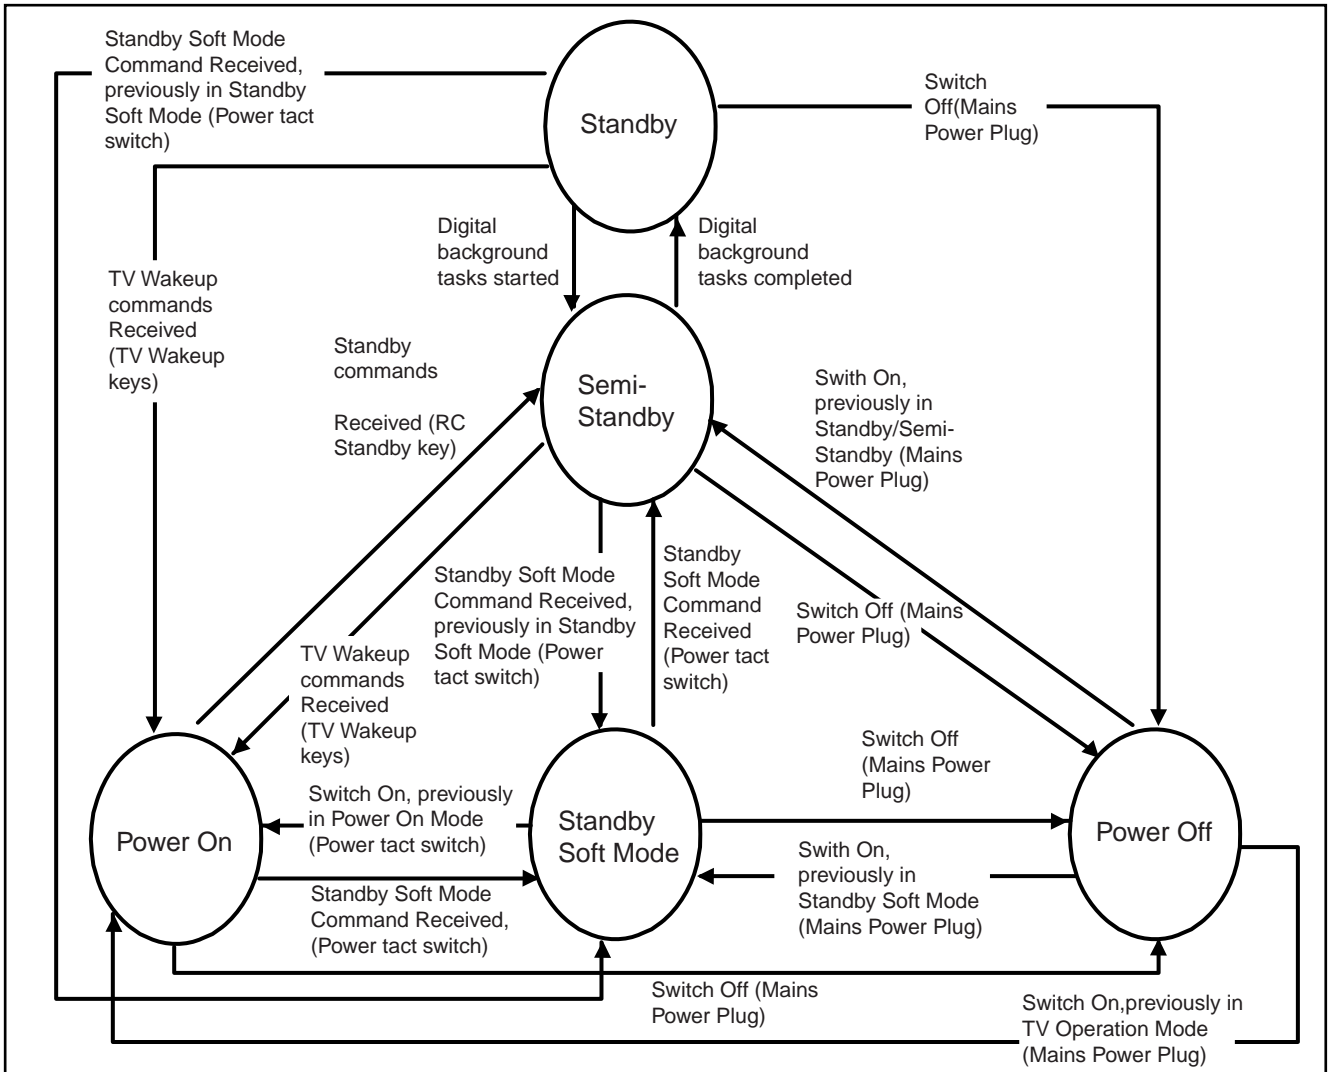 Standby Soft Mode
Command Received,
previously in Standby
Soft Mode (Power tact
switch)
Standby
Switch
Off(Mains
Power Plug)
Digital
background
tasks started
Digital
background
tasks completed
TV Wakeup
commands
Received
(TV Wakeup
keys)
Standby
commands
Received (RC
Standby key)
Semi-
Standby
Swith On,
previously in
Standby/Semi-
Standby (Mains
Power Plug)
Standby Soft Mode
Command Received,
previously in Standby
Soft Mode (Power
tact switch)
Standby
Soft Mode
Command
Received
(Power tact
switch)
Switch Off (Mains
Power Plug)
TV Wakeup
commands
Received
(TV Wakeup
keys)
Switch Off
(Mains Power
Plug)
Power On
Switch On, previously
in Power On Mode
(Power tact switch)
Standby
Soft Mode
Power Off
Swith On,
previously in
Standby Soft Mode
(Mains Power Plug)
Standby Soft Mode
Command Received,
(Power tact switch)
Switch Off (Mains
Power Plug)
Switch On,previously in
TV Operation Mode
(Mains Power Plug)